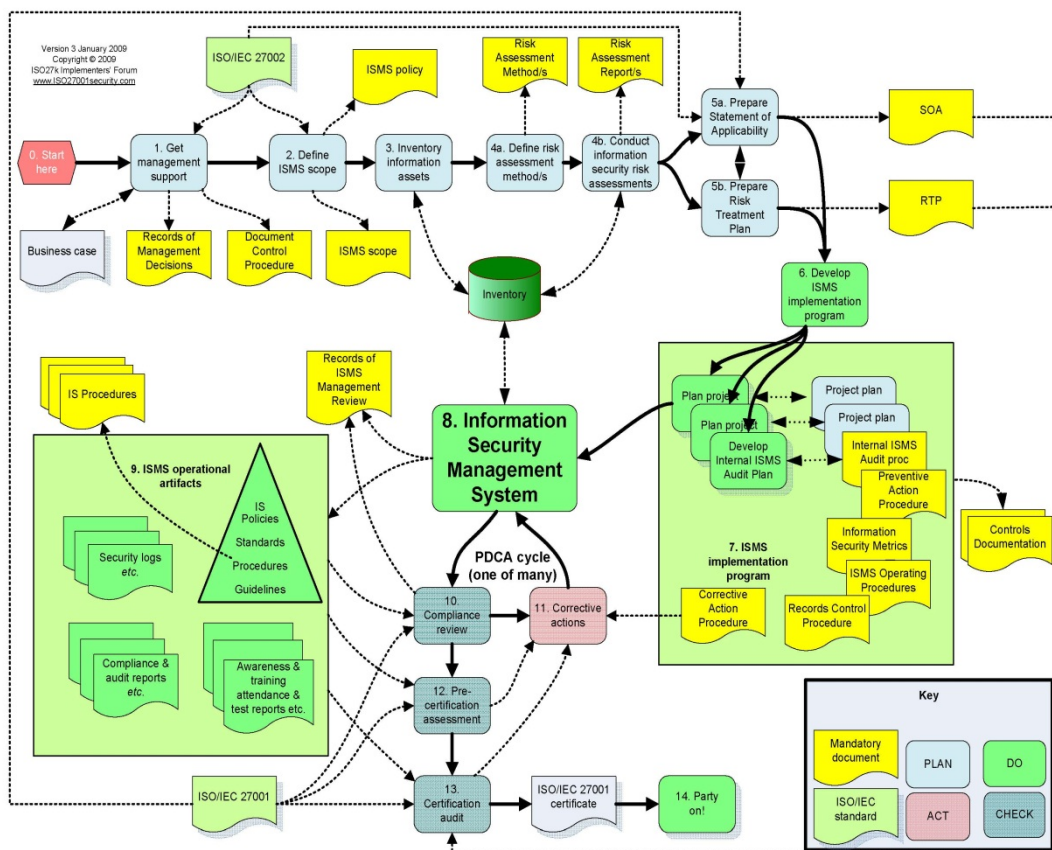 Version 3 January 2009
Copyright © 2009
ISO27k Implementers' Forum
www.ISO27001security.com
ISO/IEC 27002
ISMS policy
Risk
Assessment
Method/s
Risk
Assessment
Report/s
0. Start
here
1. Get
management
support
2. Define
ISMS scope
3. Inventory
information
assets
4a. Define risk
assessment
method/s
4b. Conduct
information
security risk
assessments
5a. Prepare
Statement of
Applicability
5b. Prepare
Risk
Treatment
Plan
SOA
RTP
Business case
Records of
Management
Decisions
Document
Control
Procedure
ISMS scope
Inventory
6. Develop
ISMS
implementation
program
IS Procedures
Records of
ISMS
Management
Review
8. Information
Security
Management
System
Plan project
Plan project
Develop
Internal ISMS
Audit Plan
Project plan
Project plan
Internal ISMS
Audit proc
Preventive
Action
Procedure
Controls
Documentation
Information
Security Metrics
7. ISMS
implementation
program
ISMS Operating
Procedures
Records Control
Procedure
Corrective
Action
Procedure
9. ISMS operational
artifacts
IS
Policies
Standards
Procedures
Guidelines
Security logs
etc.
Compliance &
audit reports
etc.
Awareness &
training
attendance &
test reports etc.
PDCA cycle
(one of many)
10.
Compliance
review
11. Corrective
actions
12. Pre-
certification
assessment
ISO/IEC 27001
13.
Certification
audit
ISO/IEC 27001
certificate
14. Party
on!
Key
Mandatory
document
PLAN
DO
ISO/IEC
standard
ACT
CHECK